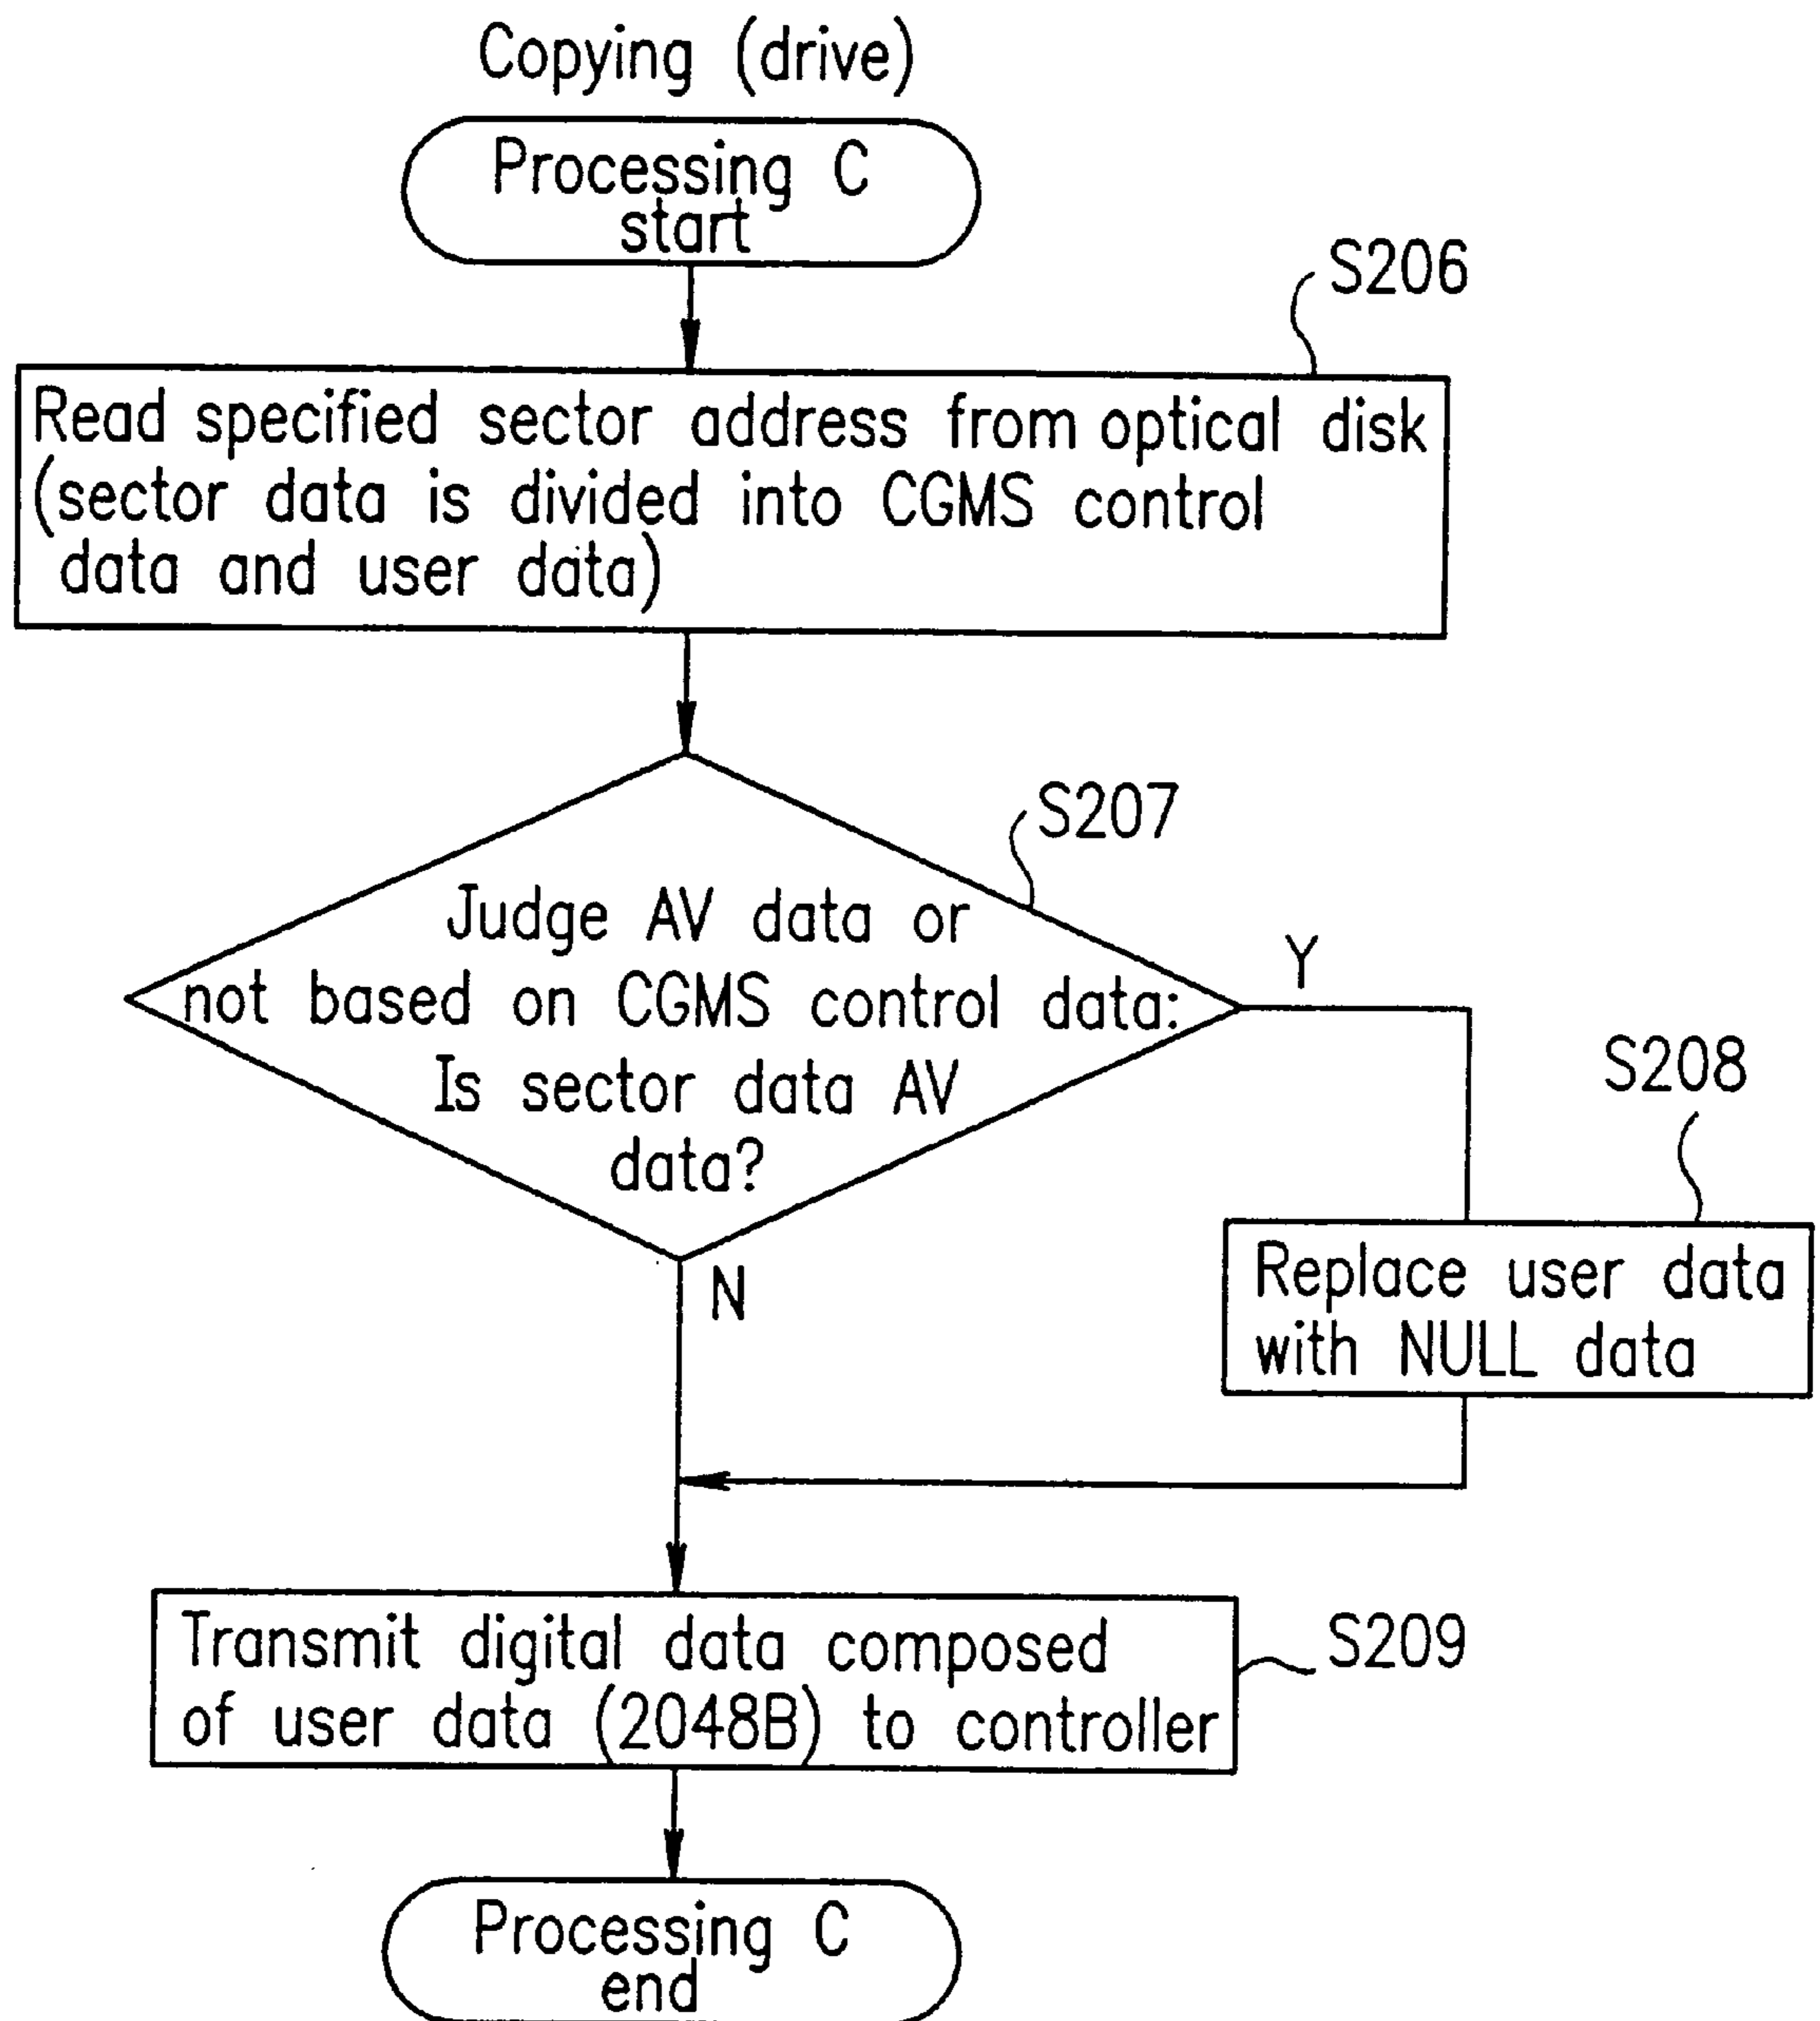 Copying (drive)
Processing C
start
S206
Read specified sector address from optical disk
(sector data is divided into CGMS control
data and user data)
S207
Judge AV data or
not based on CGMS control data:
Is sector data AV
data?
Y
S208
Replace user data
with NULL data
N
Transmit digital data composed
of user data (2048B) to controller
S209
Processing C
end